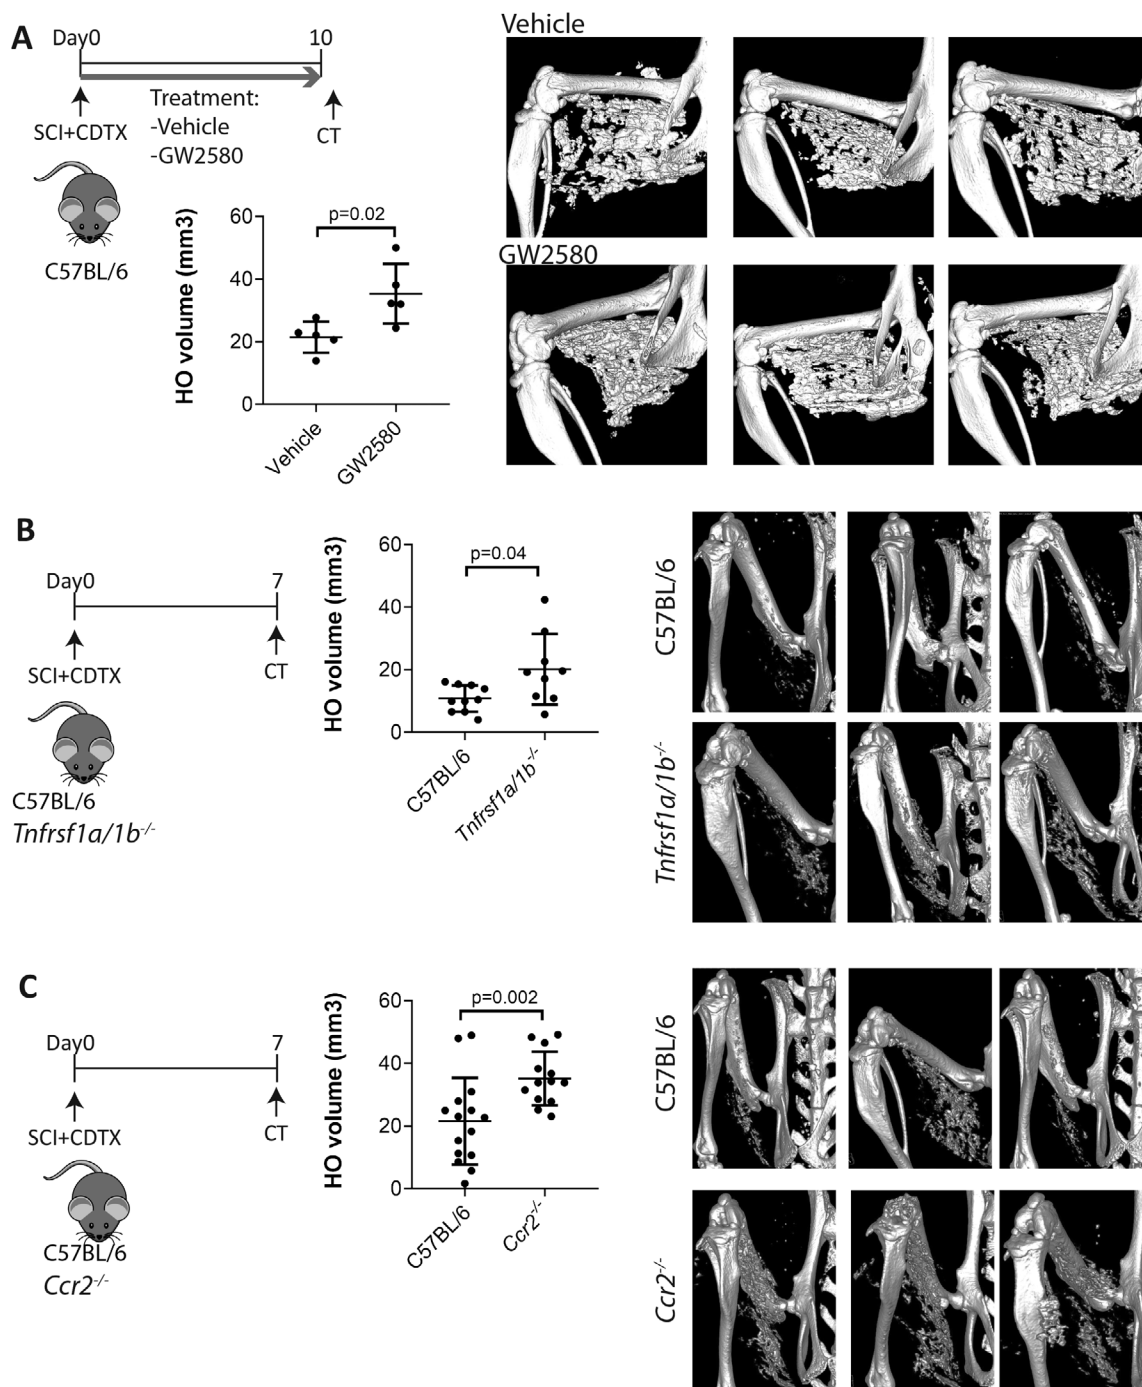 A
Day0
10
Treatment:
-Vehicle
-GW2580
SCI+CDTX
CT
C57BL/6
HO volume (mm3)
60
40
20
0
p=0.02
Vehicle
GW2580
Vehicle
GW2580
B
Day0
7
SCI+CDTX
CT
C57BL/6
Tnfrsf1a/1b-/-
HO volume (mm3)
60
40
20
0
p=0.04
C57BL/6
Tnfrsf1a/1b-/-
C57BL/6
Tnfrsf1a/1b-/-
C
Day0
7
SCI+CDTX
CT
C57BL/6
Ccr2-/-
HO volume (mm3)
60
40
20
0
p=0.002
C57BL/6
Ccr2-/-
C57BL/6
Ccr2-/-